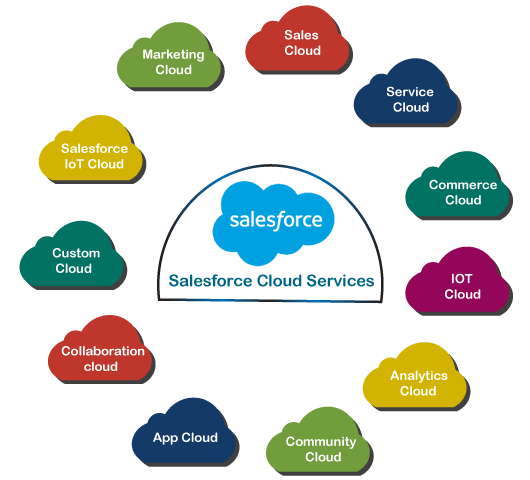 Sales
Cloud
Marketing
Cloud
Service
Cloud
Salesforce
IoT Cloud
Commerce
Cloud
salesforce
Custom
Cloud
Salesforce Cloud Services
IOT
Cloud
Collaboration
cloud
Analytics
Cloud
App Cloud
Community
Cloud